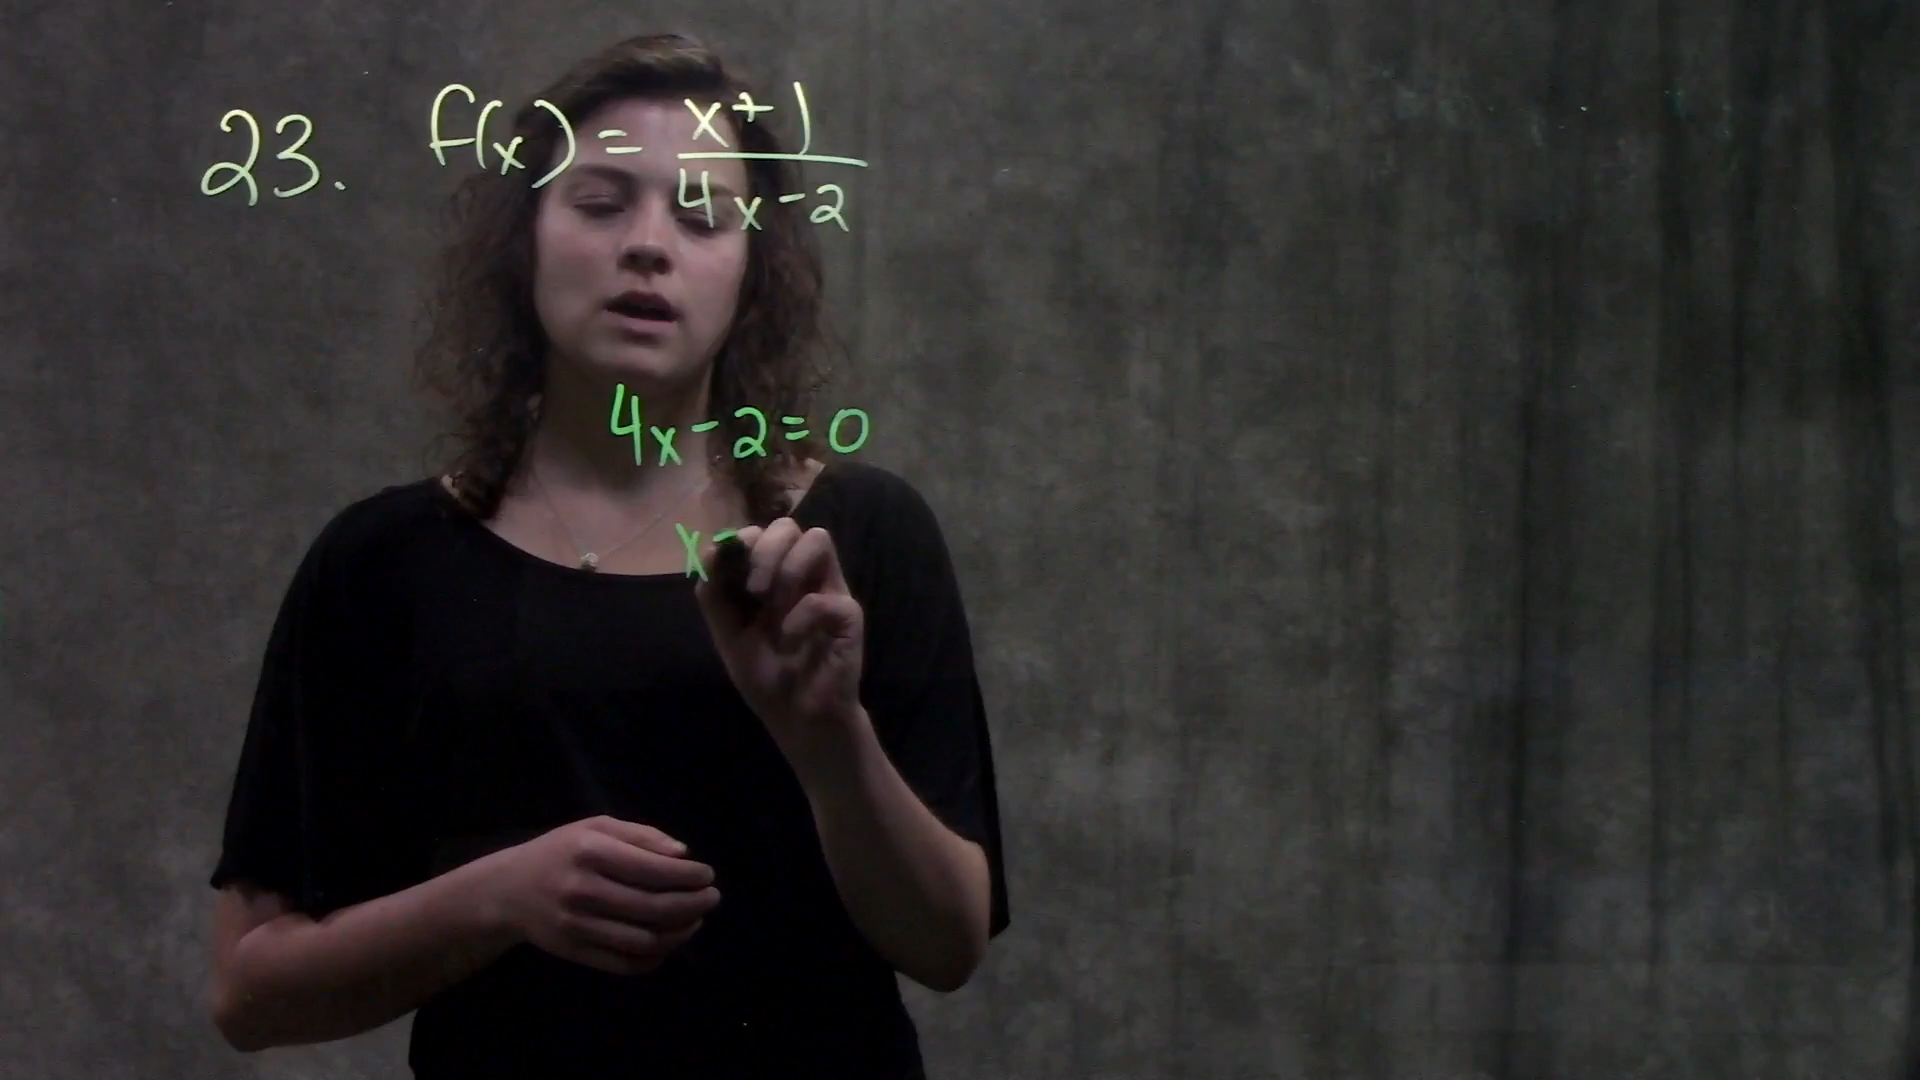 23. f(x) = x+1
4x-2
4x-2=0
x=